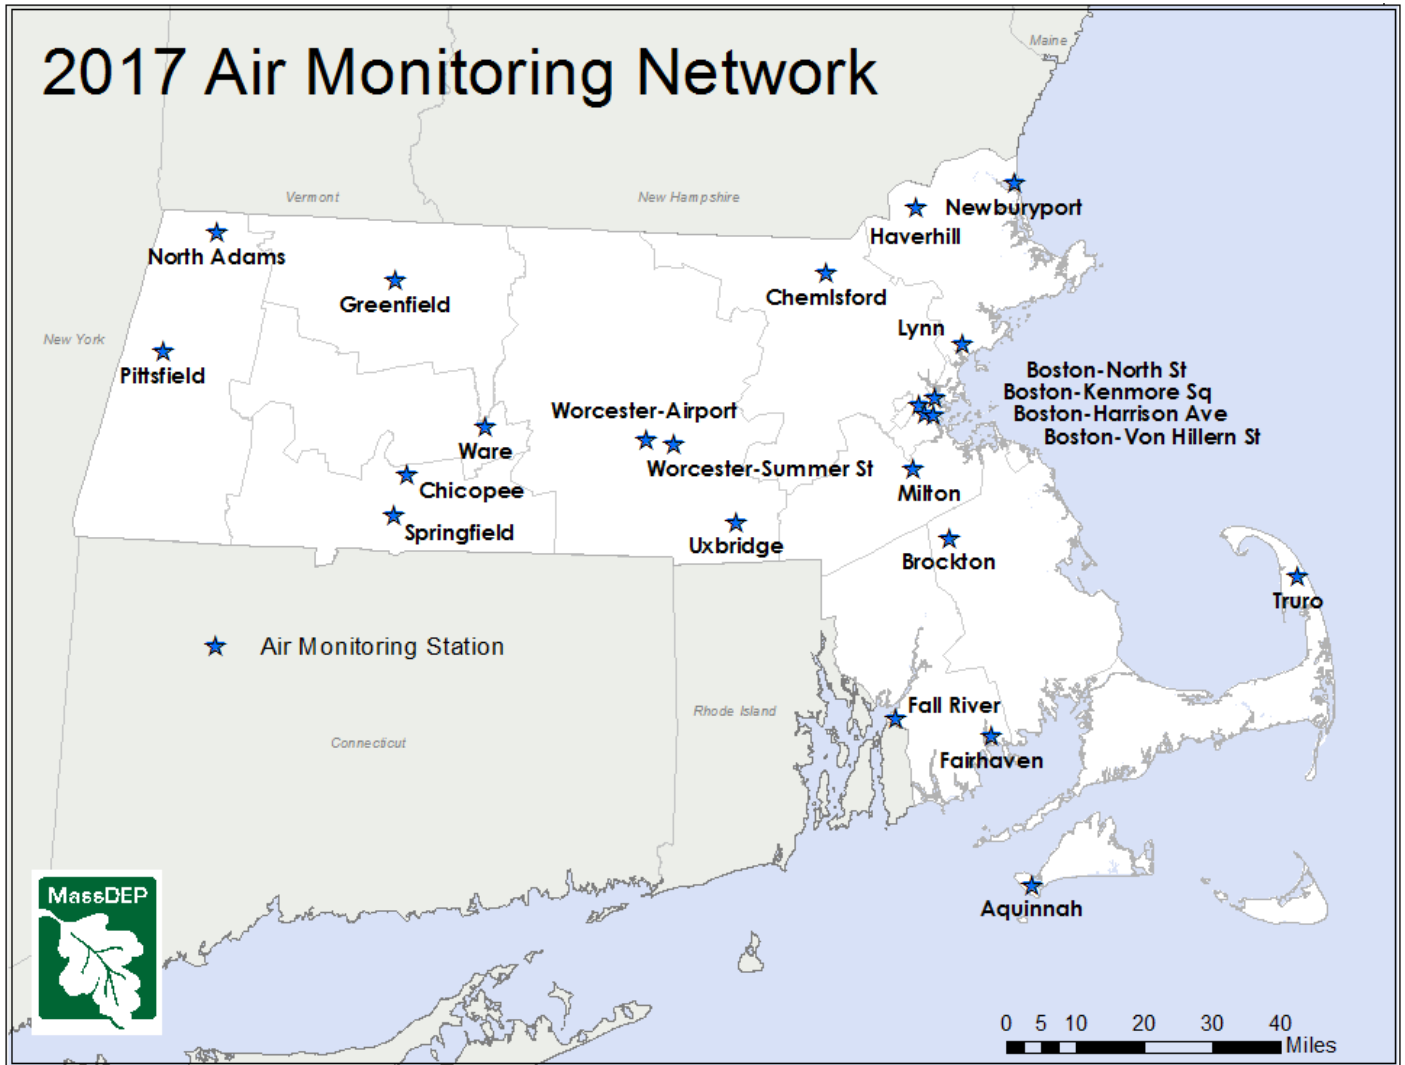 Maine
2017 Air Monitoring Network
Vermont
New Hampshire
Newburyport
Haverhill
North Adams
Greenfield
Chemlsford
Lynn
New York
Pittsfield
Boston-North St
Boston-Kenmore Sq
Boston-Harrison Ave
Boston-Von Hillern St
Worcester-Airport
Ware
Worcester-Summer St
Chicopee
Milton
Springfield
Uxbridge
Brockton
Truro
Air Monitoring Station
Fall River
Rhode Island
Connecticut
Fairhaven
MassDEP
Aquinnah
0 5 10 20 30 40
Miles